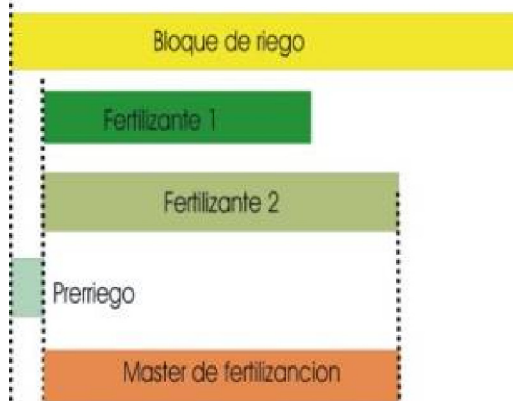 Bloque de riego
Fertilizante 1
Fertilizante 2
Prerriego
Master de fertilizancion